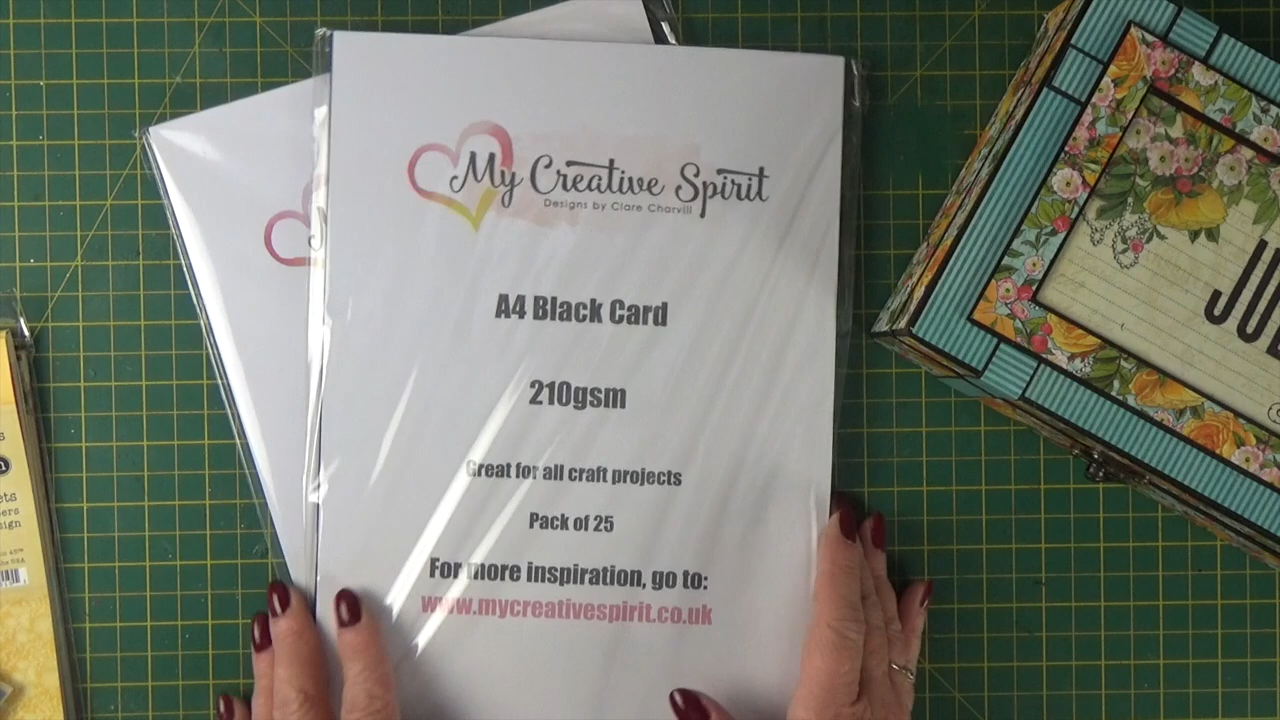 My Creative Spirit
Designs by Clare Charvill
A4 Black Card
210gsm
Great for all craft projects
Pack of 25
For more inspiration, go to:
www.mycreativespirit.co.uk
JU